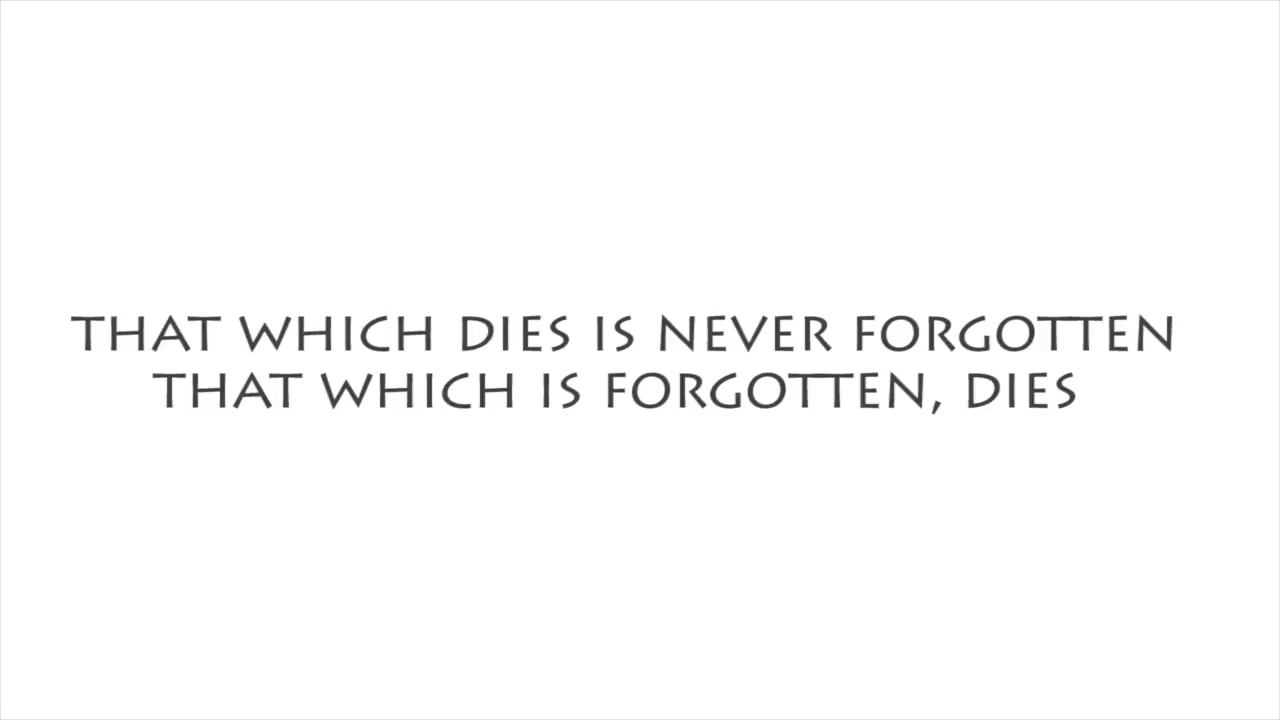 THAT WHICH DIES IS NEVER FORGOTTEN
THAT WHICH IS FORGOTTEN, DIES